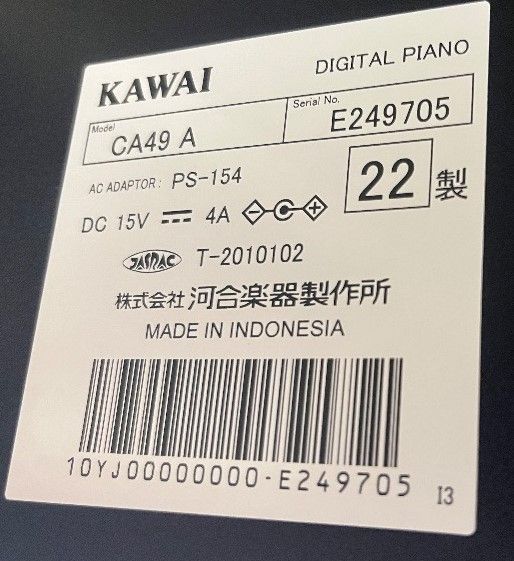 KAWAI DIGITAL PIANO
Model CA49 A Serial No. E249705
AC ADAPTOR: PS-154
22 製
DC 15V 4A - C +
JASRAC T-2010102
株式会社 河合楽器製作所
MADE IN INDONESIA
10YJ00000000-E249705 I3